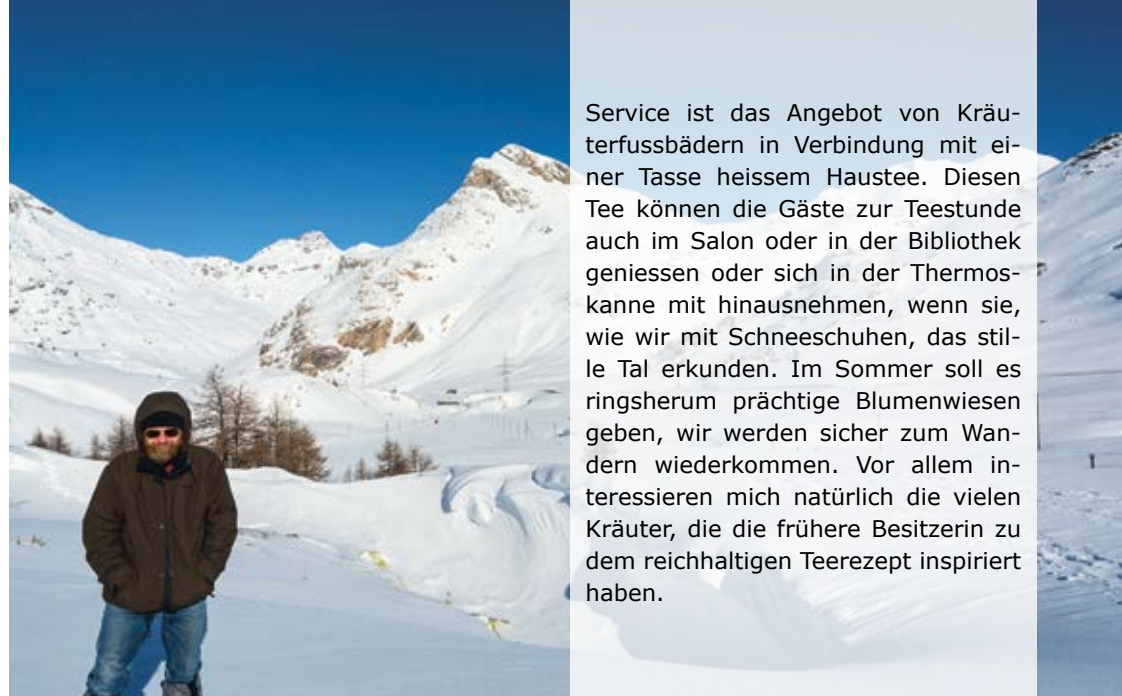 Service ist das Angebot von Kräu-
terfussbädern in Verbindung mit ei-
ner Tasse heissem Haustee. Diesen
Tee können die Gäste zur Teestunde
auch im Salon oder in der Bibliothek
geniessen oder sich in der Thermos-
kanne mit hinausnehmen, wenn sie,
wie wir mit Schneeschuhen, das stil-
le Tal erkunden. Im Sommer soll es
ringsherum prächtige Blumenwiesen
geben, wir werden sicher zum Wan-
dern wiederkommen. Vor allem in-
teressieren mich natürlich die vielen
Kräuter, die die frühere Besitzerin zu
dem reichhaltigen Teerezept inspiriert
haben.